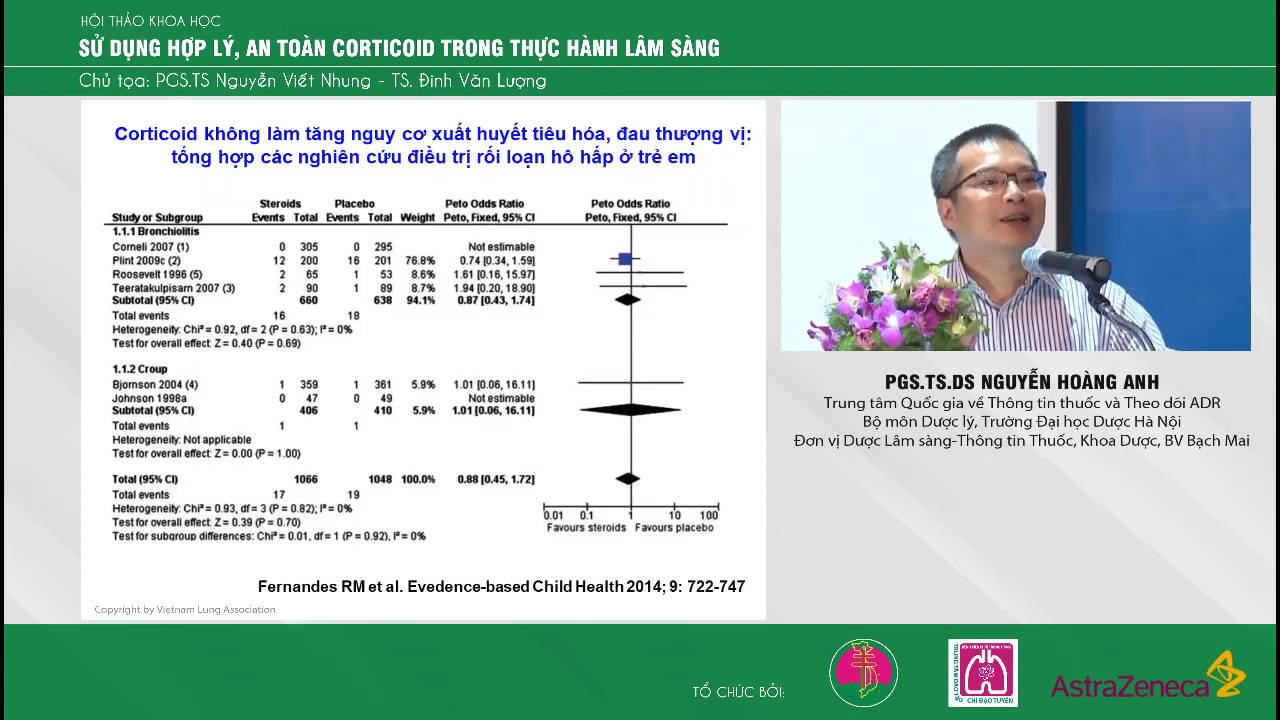 HỘI THẢO KHOA HỌC
SỬ DỤNG HỢP LÝ, AN TOÀN CORTICOID TRONG THỰC HÀNH LÂM SÀNG
Chủ tọa: PGS.TS Nguyễn Viết Nhung - TS. Đinh Văn Lượng
Corticoid không làm tăng nguy cơ xuất huyết tiêu hóa, đau thượng vị:
tổng hợp các nghiên cứu điều trị rối loạn hô hấp ở trẻ em
Steroids Placebo Peto Odds Ratio Peto Odds Ratio
Study or Subgroup Events Total Events Total Weight Peto, Fixed, 95% CI Peto, Fixed, 95% CI
1.1.1 Bronchiolitis
Corneli 2007 (1) 0 305 0 295 Not estimable
Plint 2009c (2) 12 200 16 201 76.8% 0.74 [0.34, 1.59]
Roosevelt 1996 (5) 2 65 1 53 8.6% 1.61 [0.16, 15.97]
Teeratakulpisarn 2007 (3) 2 90 1 89 8.7% 1.94 [0.20, 18.90]
Subtotal (95% CI) 660 638 94.1% 0.87 [0.43, 1.74]
Total events 16 18
Heterogeneity: Chi² = 0.92, df = 2 (P = 0.63); I² = 0%
Test for overall effect: Z = 0.40 (P = 0.69)
1.1.2 Croup
Bjornson 2004 (4) 1 359 1 361 5.9% 1.01 [0.06, 16.11]
Johnson 1998a 0 47 0 49 Not estimable
Subtotal (95% CI) 406 410 5.9% 1.01 [0.06, 16.11]
Total events 1 1
Heterogeneity: Not applicable
Test for overall effect: Z = 0.00 (P = 1.00)
Total (95% CI) 1066 1048 100.0% 0.88 [0.45, 1.72]
Total events 17 19
Heterogeneity: Chi² = 0.93, df = 3 (P = 0.82); I² = 0%
Test for overall effect: Z = 0.39 (P = 0.70)
Test for subgroup differences: Chi² = 0.01, df = 1 (P = 0.92), I² = 0%
0.01 0.1 1 10 100
Favours steroids Favours placebo
Fernandes RM et al. Evedence-based Child Health 2014; 9: 722-747
Copyright by Vietnam Lung Association
PGS.TS.DS NGUYỄN HOÀNG ANH
Trung tâm Quốc gia về Thông tin thuốc và Theo dõi ADR
Bộ môn Dược lý, Trường Đại học Dược Hà Nội
Đơn vị Dược Lâm sàng-Thông tin Thuốc, Khoa Dược, BV Bạch Mai
TỔ CHỨC BỞI:
CHỈ ĐẠO TUYẾN
AstraZeneca